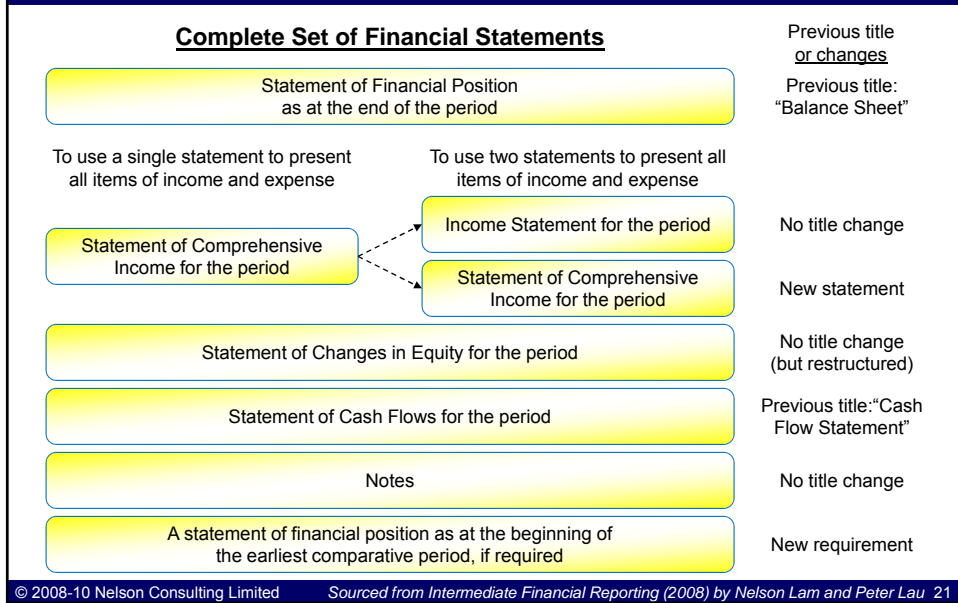 Complete Set of Financial Statements
Previous title
or changes
Statement of Financial Position
as at the end of the period
Previous title:
“Balance Sheet”
To use a single statement to present
all items of income and expense
To use two statements to present all
items of income and expense
Statement of Comprehensive
Income for the period
Income Statement for the period
No title change
Statement of Comprehensive
Income for the period
New statement
Statement of Changes in Equity for the period
No title change
(but restructured)
Statement of Cash Flows for the period
Previous title:“Cash
Flow Statement”
Notes
No title change
A statement of financial position as at the beginning of
the earliest comparative period, if required
New requirement
© 2008-10 Nelson Consulting Limited
Sourced from Intermediate Financial Reporting (2008) by Nelson Lam and Peter Lau 21